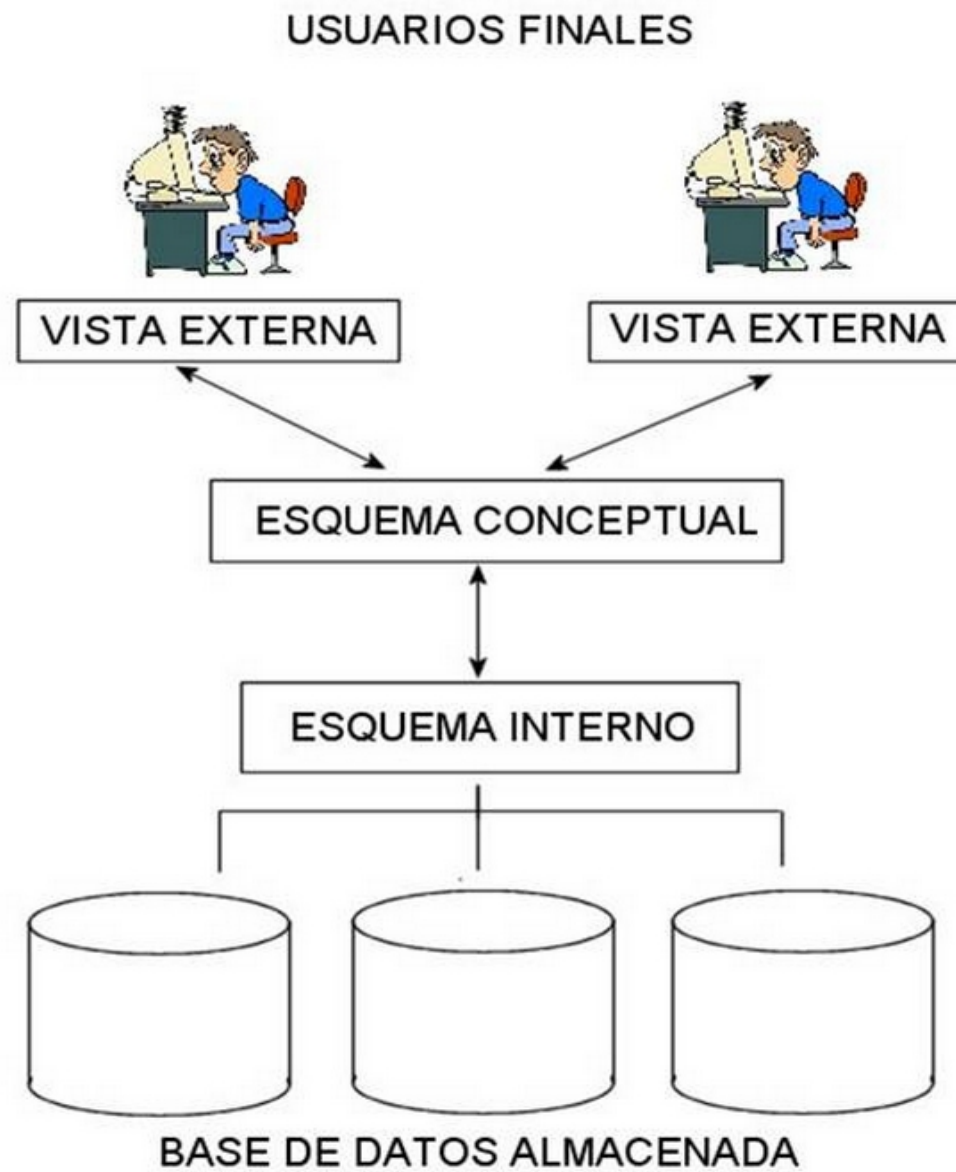 USUARIOS FINALES
VISTA EXTERNA
VISTA EXTERNA
ESQUEMA CONCEPTUAL
ESQUEMA INTERNO
BASE DE DATOS ALMACENADA